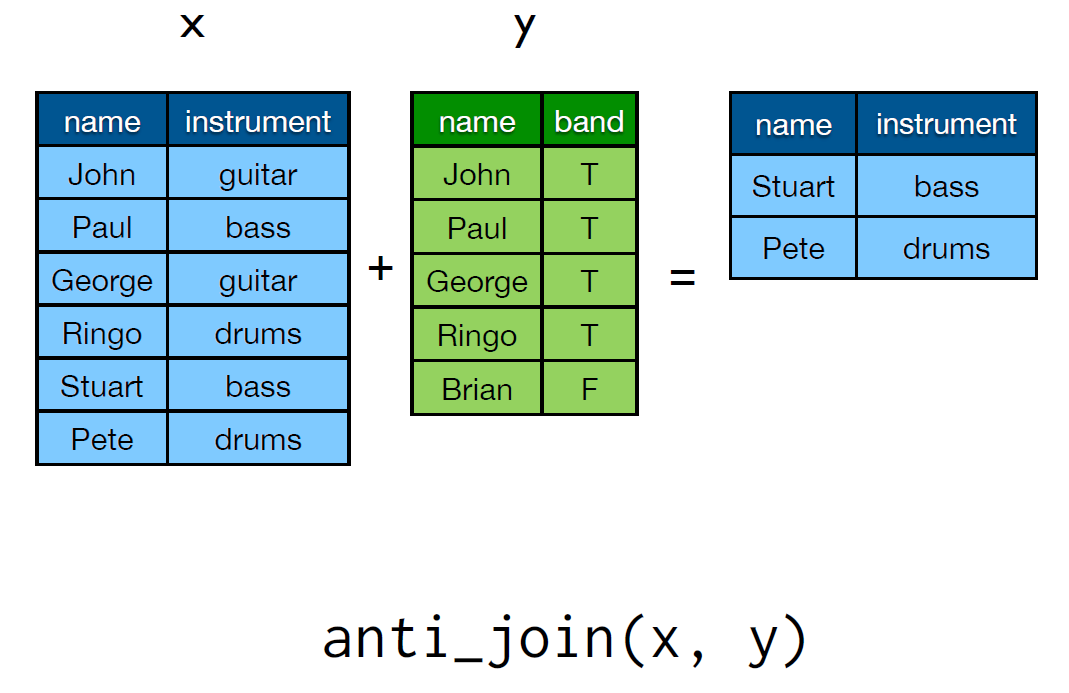 x
y
name instrument
John guitar
Paul bass
George guitar
Ringo drums
Stuart bass
Pete drums
+
name band
John T
Paul T
George T
Ringo T
Brian F
=
name instrument
Stuart bass
Pete drums
anti_join(x, y)